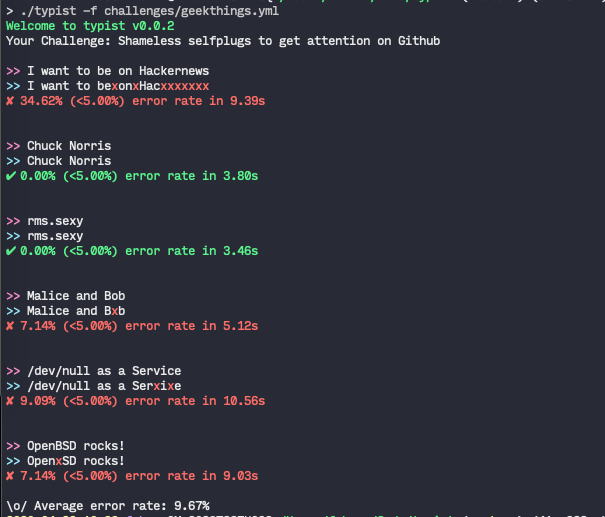 > ./typist -f challenges/geekthings.yml
Welcome to typist v0.0.2
Your Challenge: Shameless selfplugs to get attention on Github
>> I want to be on Hackernews
>> I want to bexonxHacxxxxxxx
✘ 34.62% (<5.00%) error rate in 9.39s
>> Chuck Norris
>> Chuck Norris
✔ 0.00% (<5.00%) error rate in 3.80s
>> rms.sexy
>> rms.sexy
✔ 0.00% (<5.00%) error rate in 3.46s
>> Malice and Bob
>> Malice and Bxb
✘ 7.14% (<5.00%) error rate in 5.12s
>> /dev/null as a Service
>> /dev/null as a Serxixe
✘ 9.09% (<5.00%) error rate in 10.56s
>> OpenBSD rocks!
>> OpenxSD rocks!
✘ 7.14% (<5.00%) error rate in 9.03s
\o/ Average error rate: 9.67%